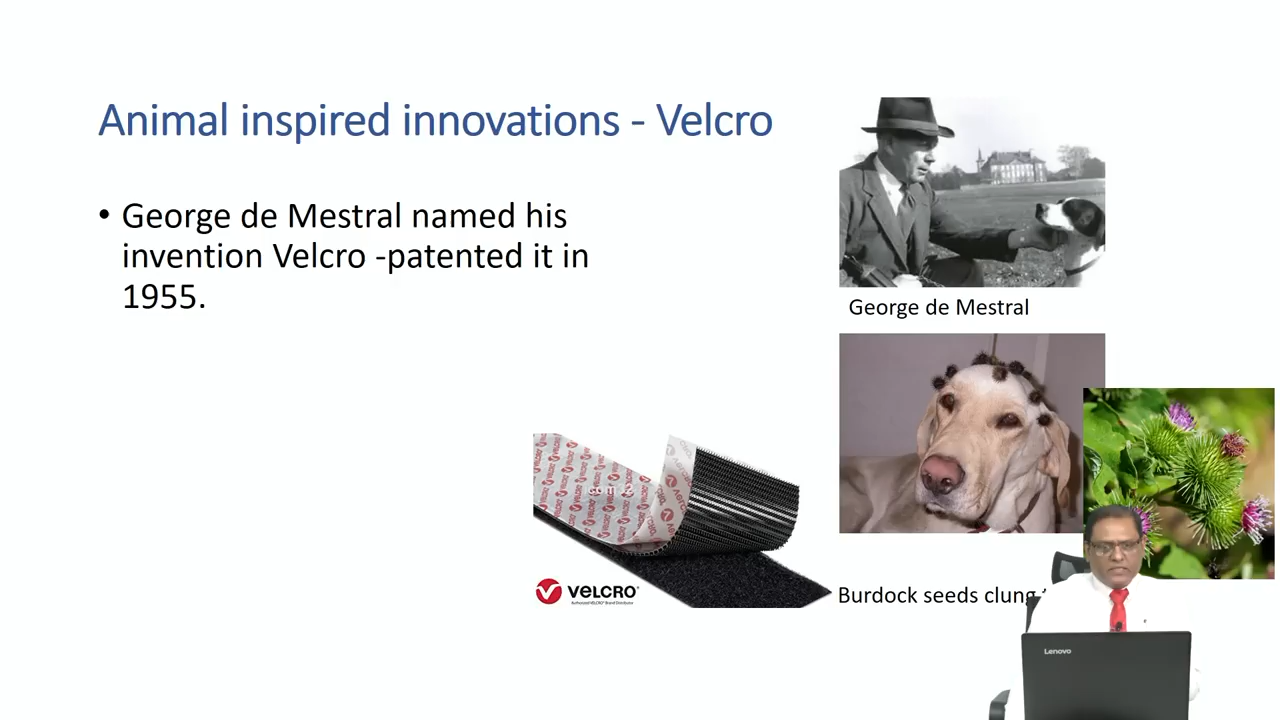 Animal inspired innovations - Velcro
• George de Mestral named his
invention Velcro -patented it in
1955.
George de Mestral
VELCRO
Burdock seeds clung
Lenovo